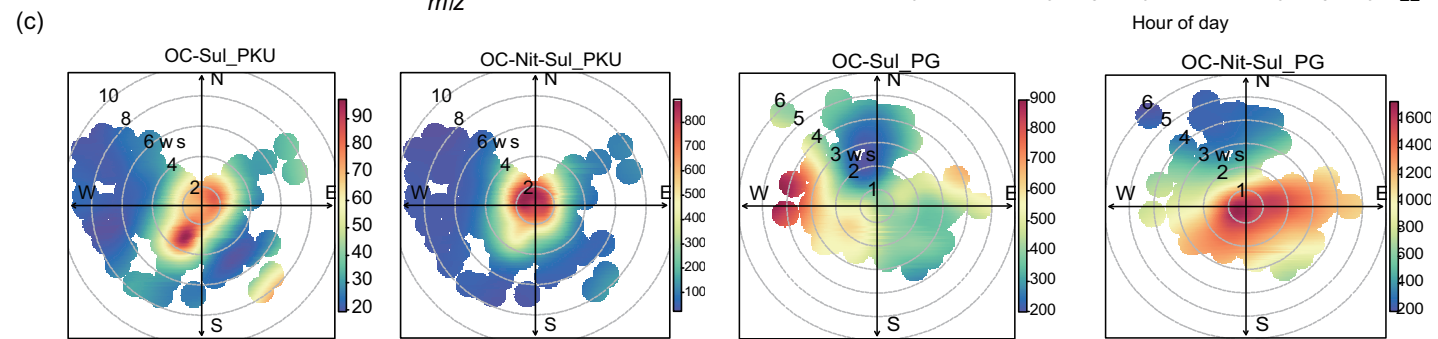 m/z
Hour of day
(c)
OC-Sul_PKU
N
10
8
6 ws
4
2
W
E
S
90
80
70
60
50
40
30
20
OC-Nit-Sul_PKU
N
10
8
6 ws
4
2
W
E
S
800
700
600
500
400
300
200
100
OC-Sul_PG
N
6
5
4
3 ws
2
1
W
E
S
900
800
700
600
500
400
300
200
OC-Nit-Sul_PG
N
6
5
4
3 ws
2
1
W
E
S
1600
1400
1200
1000
800
600
400
200